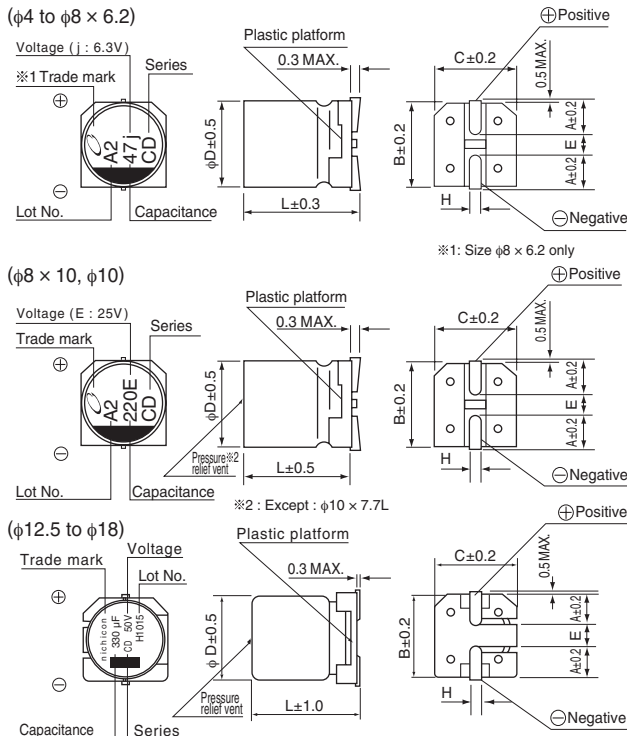 (φ4 to φ8 × 6.2)
Voltage (j : 6.3V)
※1 Trade mark
Series
⊕
⊖
A2
47j
CD
Lot No.
Capacitance
Plastic platform
0.3 MAX.
φD±0.5
L±0.3
C±0.2
⊕Positive
0.5 MAX.
B±0.2
A±0.2
E
A±0.2
H
⊖Negative
※1: Size φ8 × 6.2 only
(φ8 × 10, φ10)
Voltage (E : 25V)
Trade mark
Series
⊕
⊖
A2
220E
CD
Lot No.
Capacitance
Plastic platform
0.3 MAX.
φD±0.5
Pressure※2
relief vent
L±0.5
C±0.2
⊕Positive
0.5 MAX.
B±0.2
A±0.2
E
A±0.2
H
⊖Negative
※2 : Except : φ10 × 7.7L
(φ12.5 to φ18)
Trade mark
Voltage
Lot No.
⊕
⊖
nichicon
330 μF
CD 50V
H1015
Capacitance
Series
Plastic platform
0.3 MAX.
φ D±0.5
Pressure
relief vent
L±1.0
C±0.2
⊕Positive
0.5 MAX.
B±0.2
A±0.2
E
A±0.2
H
⊖Negative